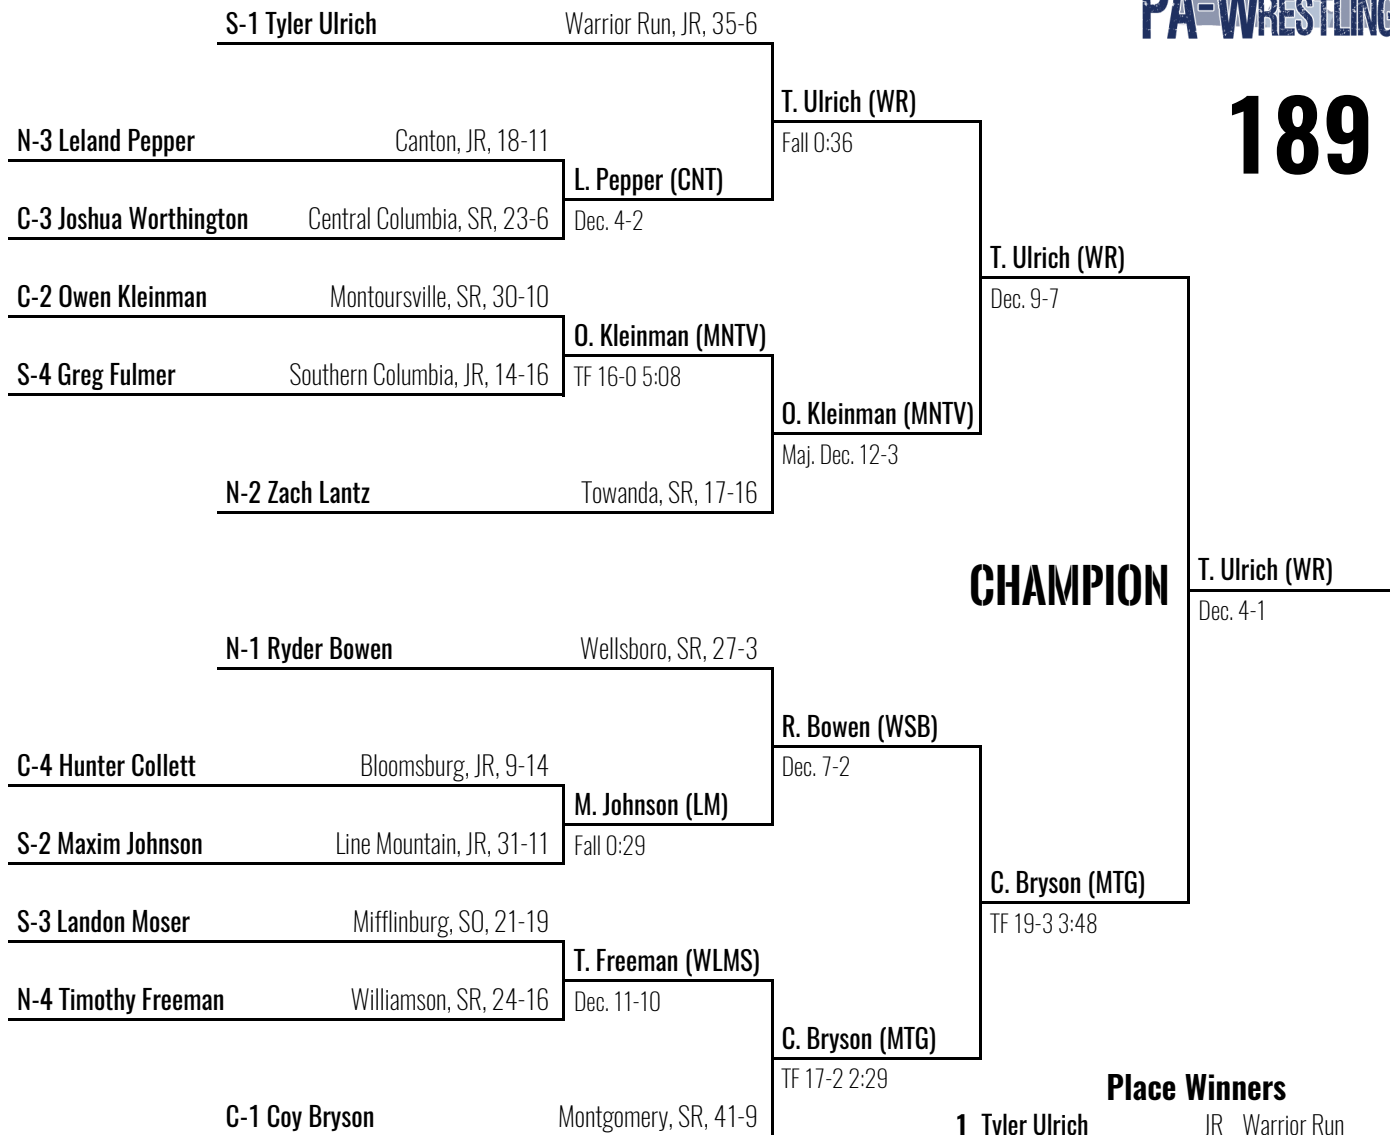 PA-WRESTLING
189
S-1 Tyler Ulrich Warrior Run, JR, 35-6
T. Ulrich (WR)
Fall 0:36
N-3 Leland Pepper Canton, JR, 18-11
L. Pepper (CNT)
Dec. 4-2
C-3 Joshua Worthington Central Columbia, SR, 23-6
T. Ulrich (WR)
Dec. 9-7
C-2 Owen Kleinman Montoursville, SR, 30-10
O. Kleinman (MNTV)
TF 16-0 5:08
S-4 Greg Fulmer Southern Columbia, JR, 14-16
O. Kleinman (MNTV)
Maj. Dec. 12-3
N-2 Zach Lantz Towanda, SR, 17-16
CHAMPION
T. Ulrich (WR)
Dec. 4-1
N-1 Ryder Bowen Wellsboro, SR, 27-3
R. Bowen (WSB)
Dec. 7-2
C-4 Hunter Collett Bloomsburg, JR, 9-14
M. Johnson (LM)
Fall 0:29
S-2 Maxim Johnson Line Mountain, JR, 31-11
C. Bryson (MTG)
TF 19-3 3:48
S-3 Landon Moser Mifflinburg, SO, 21-19
T. Freeman (WLMS)
Dec. 11-10
N-4 Timothy Freeman Williamson, SR, 24-16
C. Bryson (MTG)
TF 17-2 2:29
C-1 Coy Bryson Montgomery, SR, 41-9
Place Winners
1 Tyler Ulrich JR Warrior Run